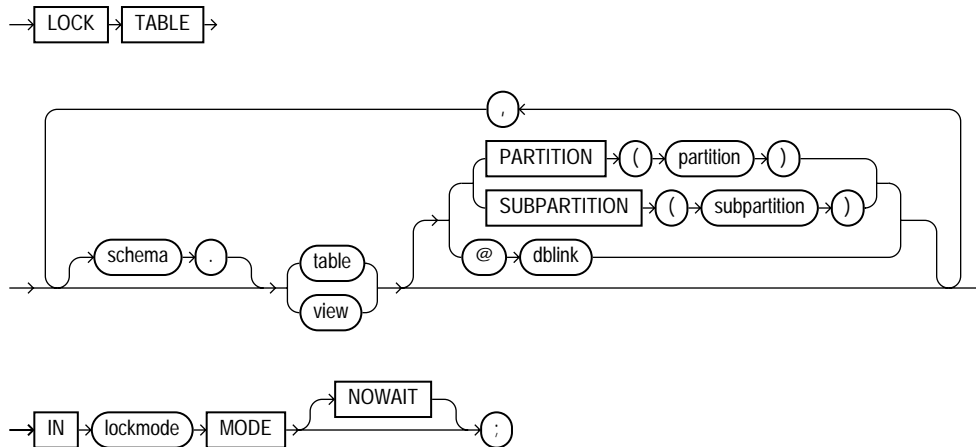 LOCK TABLE
,
PARTITION ( partition )
SUBPARTITION ( subpartition )
schema . table @ dblink
view
IN lockmode MODE NOWAIT ;